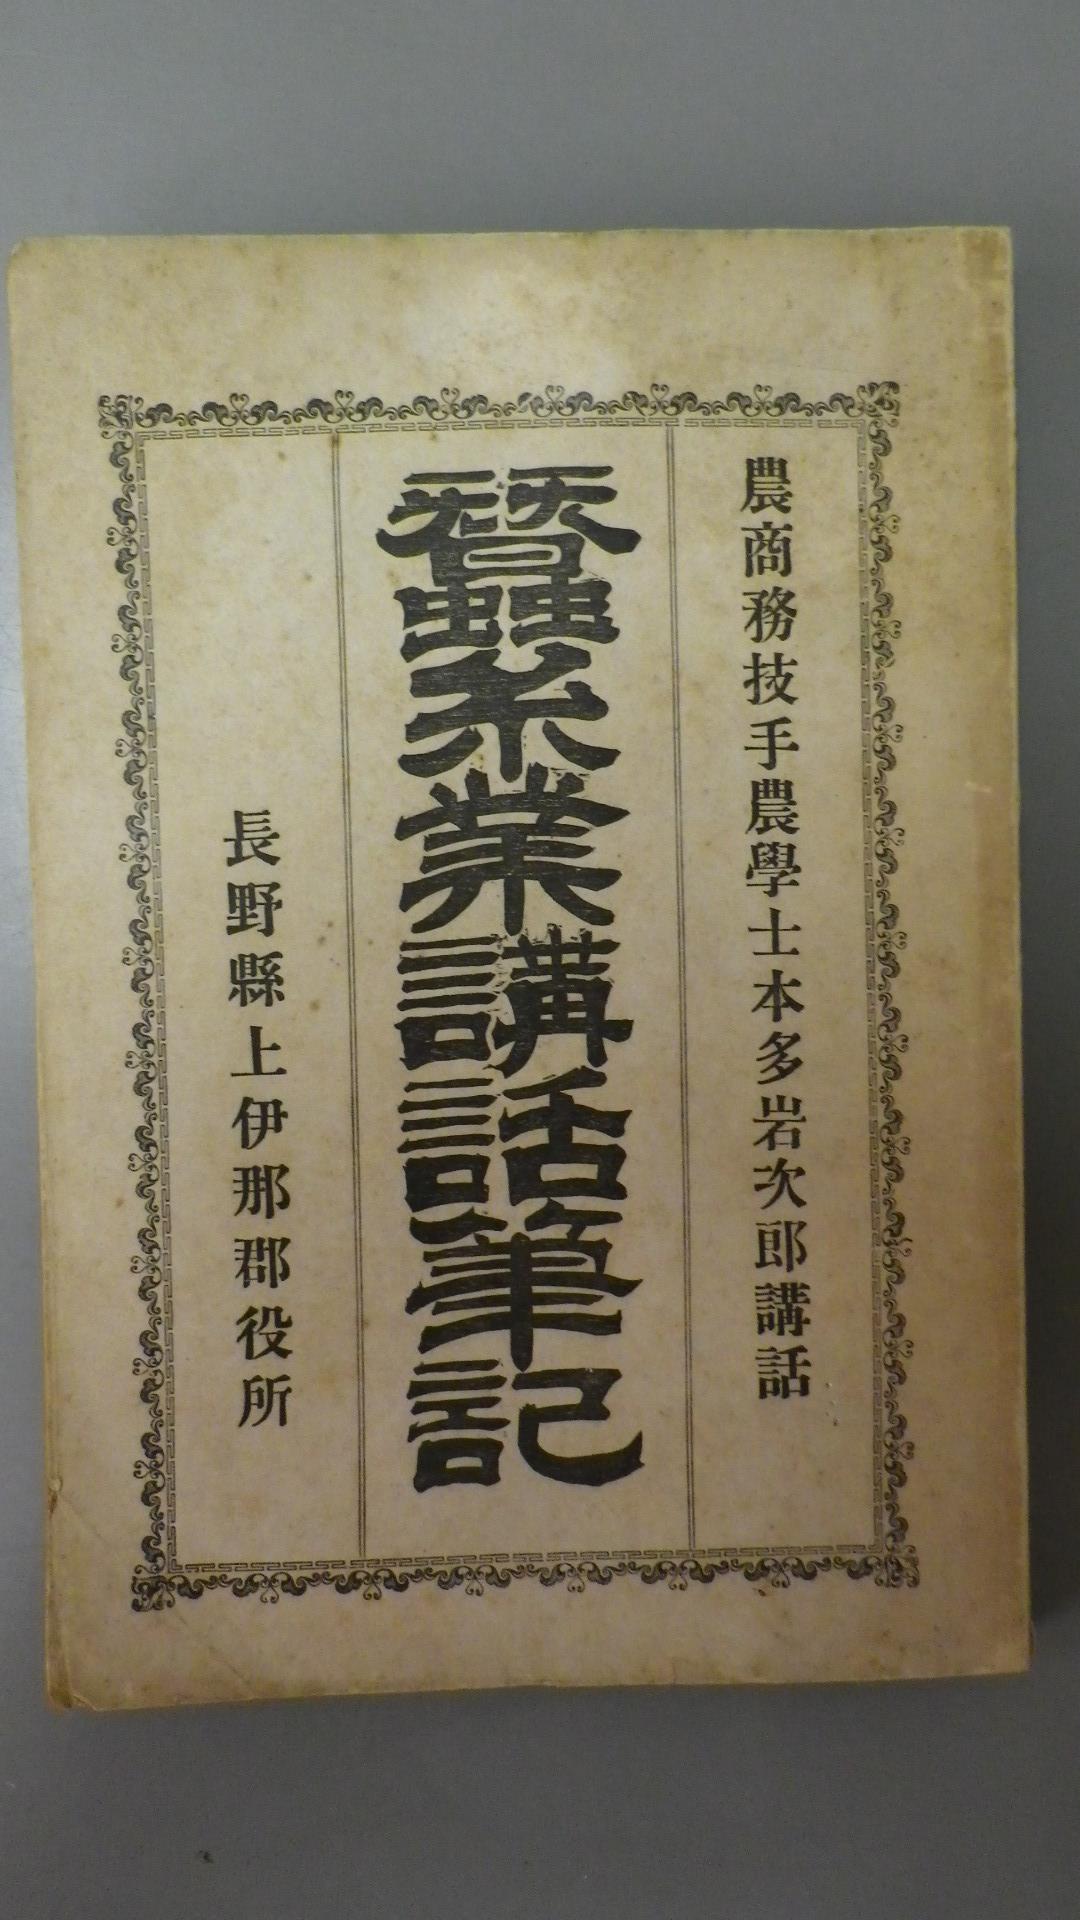 農商務技手農學士本多岩次郎講話
蠶糸業講話筆記
長野縣上伊那郡役所